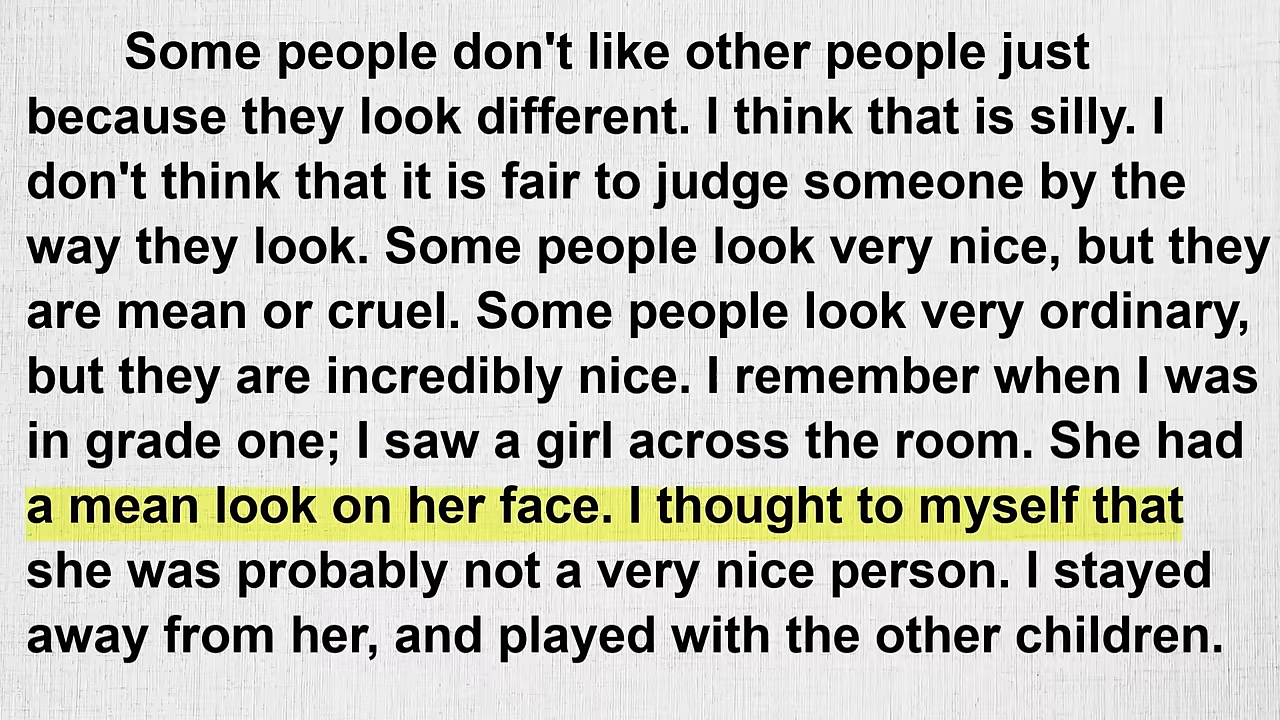 Some people don't like other people just
because they look different. I think that is silly. I
don't think that it is fair to judge someone by the
way they look. Some people look very nice, but they
are mean or cruel. Some people look very ordinary,
but they are incredibly nice. I remember when I was
in grade one; I saw a girl across the room. She had
a mean look on her face. I thought to myself that
she was probably not a very nice person. I stayed
away from her, and played with the other children.